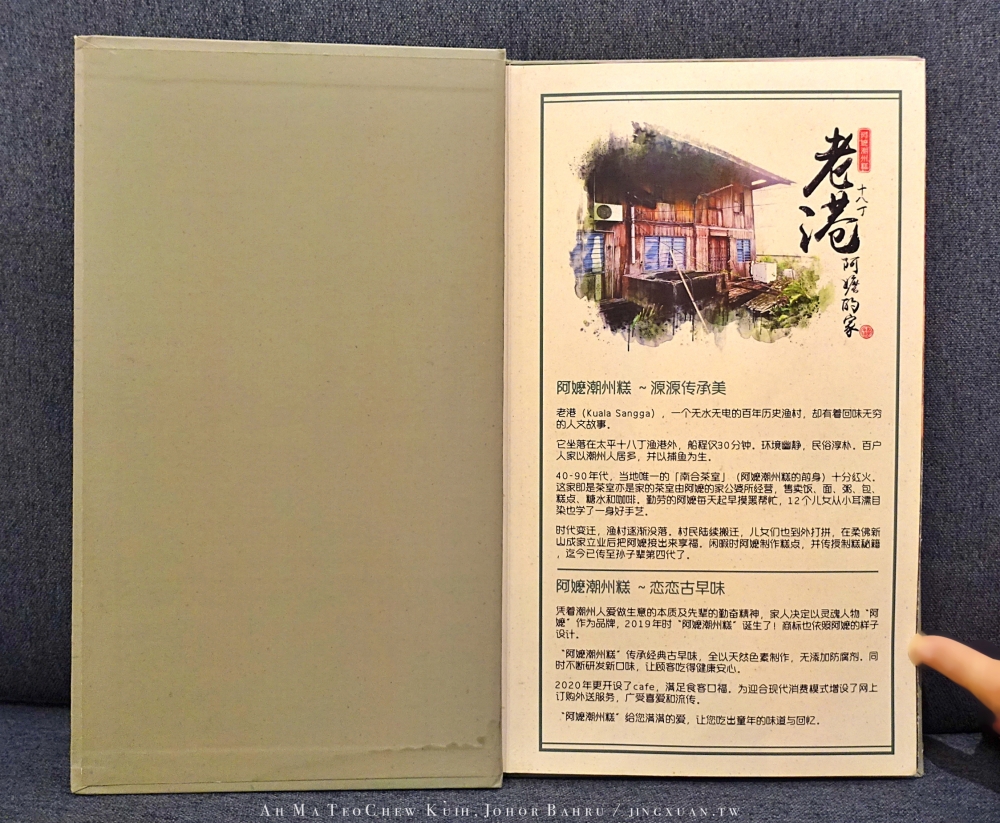 阿嬷潮州糕
老港
十八丁
阿嬷的家
阿嬷潮州糕 ~ 源源传承美
老港（Kuala Sangga），一个无水无电的百年历史渔村，却有着回味无穷
的人文故事。
它坐落在太平十八丁渔港外，船程仅30分钟。环境幽静，民俗淳朴。百户
人家以潮州人居多，并以捕鱼为生。
40-90年代，当地唯一的「南合茶室」（阿嬷潮州糕的前身）十分红火。
这家即是茶室亦是家的茶室由阿嬷的家公婆所经营，售卖饭、面、粥、包、
糕点、糖水和咖啡。勤劳的阿嬷每天起早摸黑帮忙，12个儿女从小耳濡目
染也学了一身好手艺。
时代变迁，渔村逐渐没落。村民陆续搬迁，儿女们也到外打拼，在柔佛新
山成家立业后把阿嬷接出来享福。闲暇时阿嬷制作糕点，并传授制糕秘籍
，迄今已传至孙子辈第四代了。
阿嬷潮州糕 ~ 恋恋古早味
凭着潮州人爱做生意的本质及先辈的勤奋精神，家人决定以灵魂人物“阿
嬷”作为品牌，2019年时“阿嬷潮州糕”诞生了！商标也依照阿嬷的样子
设计。
“阿嬷潮州糕”传承经典古早味，全以天然色素制作，无添加防腐剂。同
时不断研发新口味，让顾客吃得健康安心。
2020年更开设了cafe，满足食客口福。为迎合现代消费模式增设了网上
订购外送服务，广受喜爱和流传。
“阿嬷潮州糕”给您满满的爱，让您吃出童年的味道与回忆。
Ah Ma TeoChew Kuih, Johor Bahru / jingxuan.tw